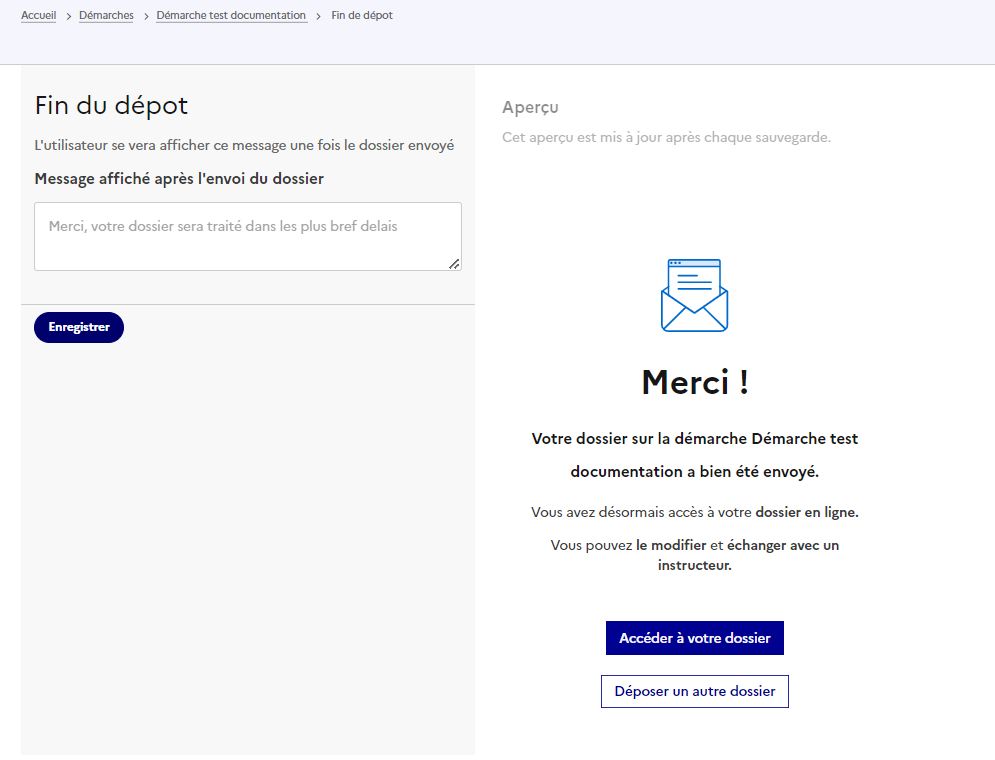 Accueil > Démarches > Démarche test documentation > Fin de dépot
Fin du dépot
L'utilisateur se vera afficher ce message une fois le dossier envoyé
Message affiché après l'envoi du dossier
Merci, votre dossier sera traité dans les plus bref delais
Enregistrer
Aperçu
Cet aperçu est mis à jour après chaque sauvegarde.
Merci !
Votre dossier sur la démarche Démarche test
documentation a bien été envoyé.
Vous avez désormais accès à votre dossier en ligne.
Vous pouvez le modifier et échanger avec un
instructeur.
Accéder à votre dossier
Déposer un autre dossier